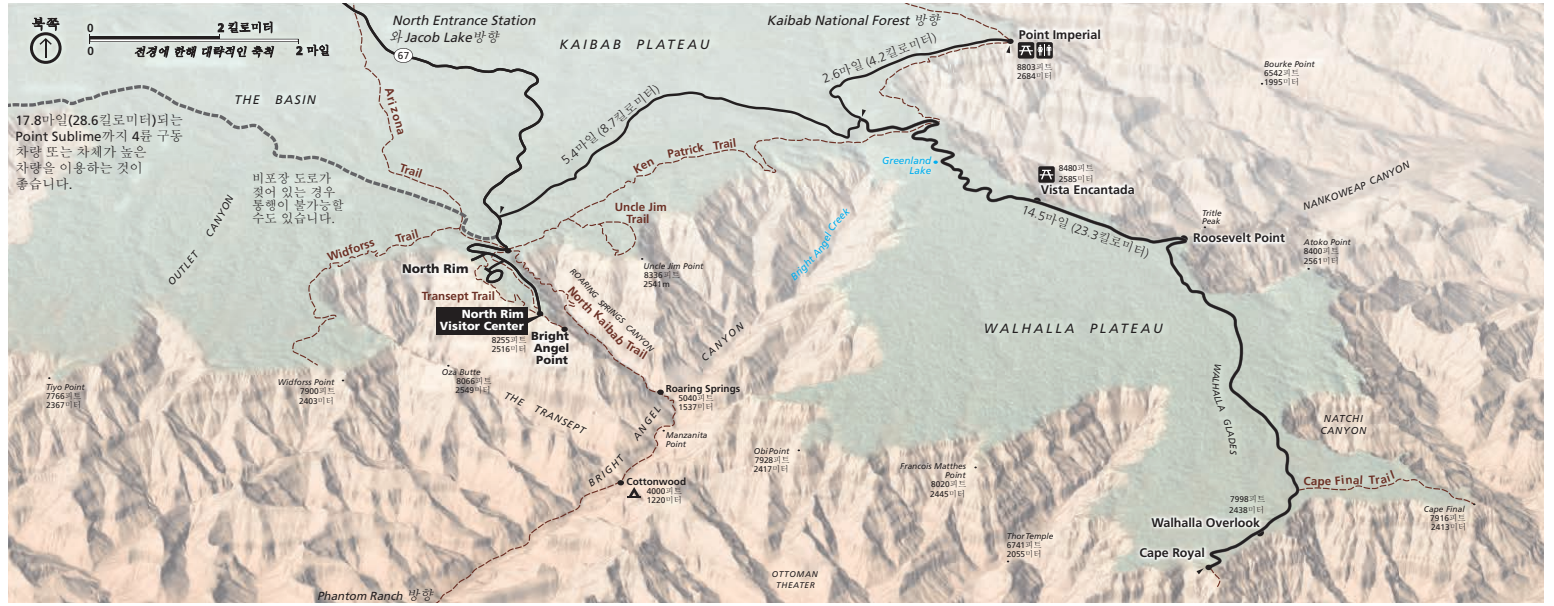 북쪽
0 2 킬로미터
0 전경에 한해 대략적인 축척 2 마일
North Entrance Station
와 Jacob Lake방향
67
KAIBAB PLATEAU
Kaibab National Forest 방향
Point Imperial
8803피트
2684미터
2.6마일 (4.2킬로미터)
Bourke Point
6542피트
1995미터
THE BASIN
17.8마일(28.6킬로미터)되는
Point Sublime까지 4륜 구동
차량 또는 차체가 높은
차량을 이용하는 것이
좋습니다.
비포장 도로가
젖어 있는 경우
통행이 불가능할
수도 있습니다.
Arizona
Trail
5.4마일 (8.7킬로미터)
Ken Patrick Trail
Greenland
Lake
8480피트
2585미터
Vista Encantada
14.5마일 (23.3킬로미터)
NANKOWEAP CANYON
Tritle
Peak
Roosevelt Point
Atoko Point
8400피트
2561미터
OUTLET CANYON
Widforss Trail
Uncle Jim
Trail
Uncle Jim Point
8336피트
2541m
Bright Angel Creek
North Rim
Transept Trail
ROARING SPRINGS CANYON
North Kaibab Trail
North Rim
Visitor Center
8255피트
2516미터
Bright
Angel
Point
WALHALLA PLATEAU
Tiyo Point
7766피트
2367미터
Widforss Point
7900피트
2403미터
Oza Butte
8066피트
2549미터
THE TRANSEPT
Roaring Springs
5040피트
1537미터
BRIGHT ANGEL CANYON
Manzanita
Point
Cottonwood
4000피트
1220미터
Obi Point
7928피트
2417미터
Francois Matthes
Point
8020피트
2445미터
WALHALLA GLADES
NATCHI
CANYON
Cape Final Trail
Cape Final
7916피트
2413미터
7998피트
2438미터
Walhalla Overlook
Cape Royal
Thor Temple
6741피트
2055미터
OTTOMAN
THEATER
Phantom Ranch 방향